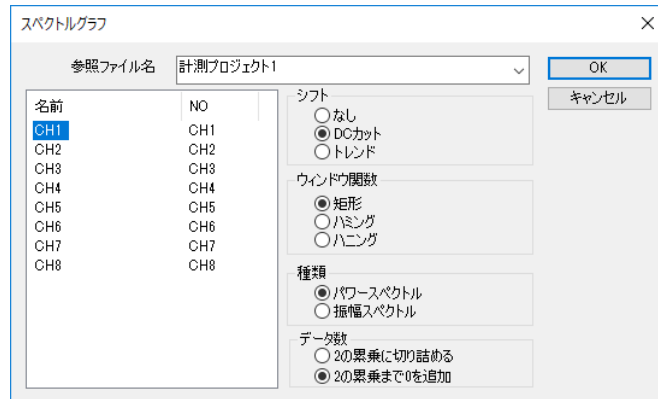 スペクトルグラフ
参照ファイル名 計測プロジェクト1
OK
キャンセル
名前 NO
CH1 CH1
CH2 CH2
CH3 CH3
CH4 CH4
CH5 CH5
CH6 CH6
CH7 CH7
CH8 CH8
シフト
なし
DCカット
トレンド
ウィンドウ関数
矩形
ハミング
ハニング
種類
パワースペクトル
振幅スペクトル
データ数
2の累乗に切り詰める
2の累乗まで0を追加